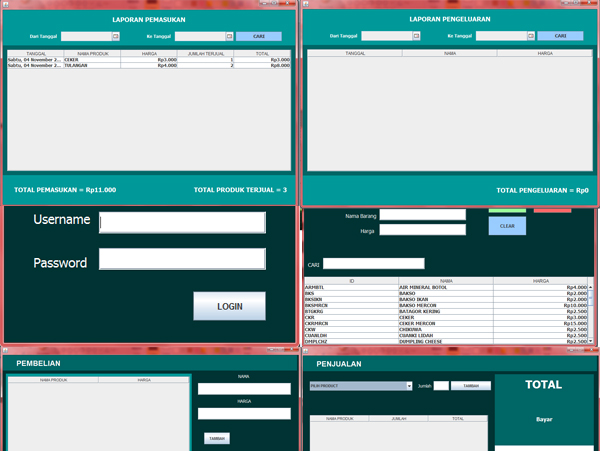 LAPORAN PEMASUKAN
Dari Tanggal Ke Tanggal CARI
TANGGAL NAMA PRODUK HARGA JUMLAH TERJUAL TOTAL
Sabtu, 04 November 2... CEKER Rp3.000 1 Rp3.000
Sabtu, 04 November 2... TULANGAN Rp4.000 2 Rp8.000
TOTAL PEMASUKAN = Rp11.000 TOTAL PRODUK TERJUAL = 3
LAPORAN PENGELUARAN
Dari Tanggal Ke Tanggal CARI
TANGGAL NAMA HARGA
TOTAL PENGELUARAN = Rp0
Username
Password
LOGIN
Nama Barang
Harga
CLEAR
CARI
ID NAMA HARGA
ARMBTL AIR MINERAL BOTOL Rp4.000
BKS BAKSO Rp2.000
BKSIKN BAKSO IKAN Rp2.000
BKSMRCN BAKSO MERCON Rp10.000
BTGKRG BATAGOR KERING Rp2.500
CKR CEKER Rp3.000
CKRMRCN CEKER MERCON Rp15.000
CKW CHIKUWA Rp2.500
CUANLDH CUANKE LIDAH Rp2.500
DMPLCHZ DUMPLING CHEESE Rp2.500
PEMBELIAN
NAMA PRODUK HARGA
NAMA
HARGA
TAMBAH
PENJUALAN
PILIH PRODUCT Jumlah TAMBAH
NAMA PRODUK JUMLAH TOTAL
TOTAL
Bayar